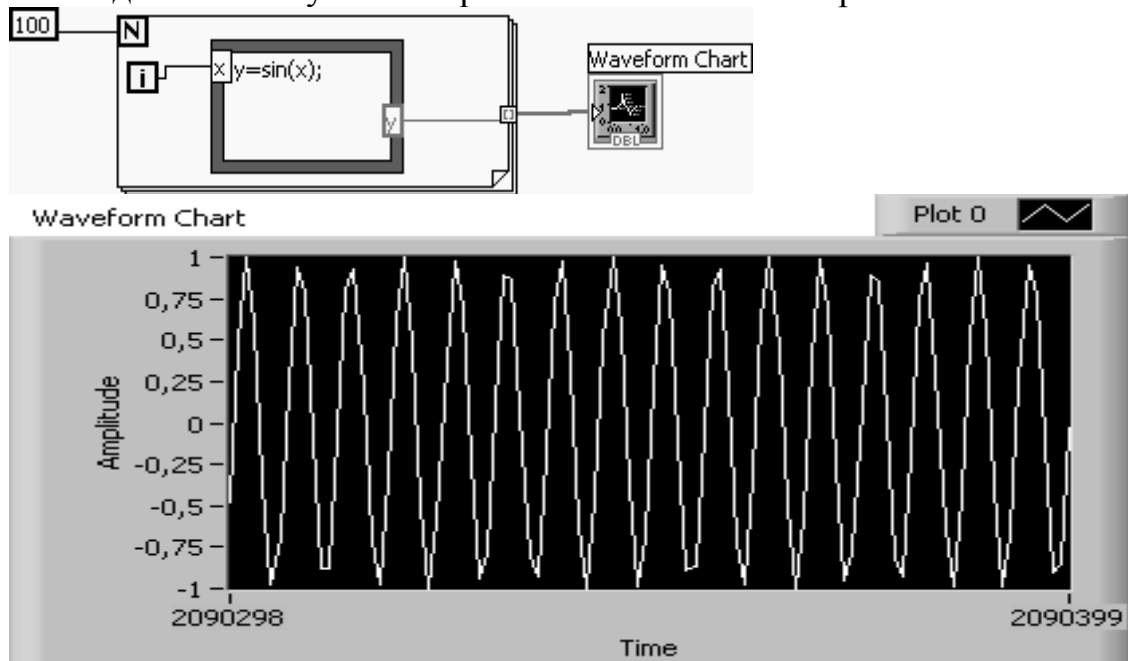 100
N
i
x
y=sin(x);
y
Waveform Chart
DBL
Waveform Chart
Plot 0
1
0,75
0,5
0,25
0
-0,25
-0,5
-0,75
-1
Amplitude
2090298
2090399
Time